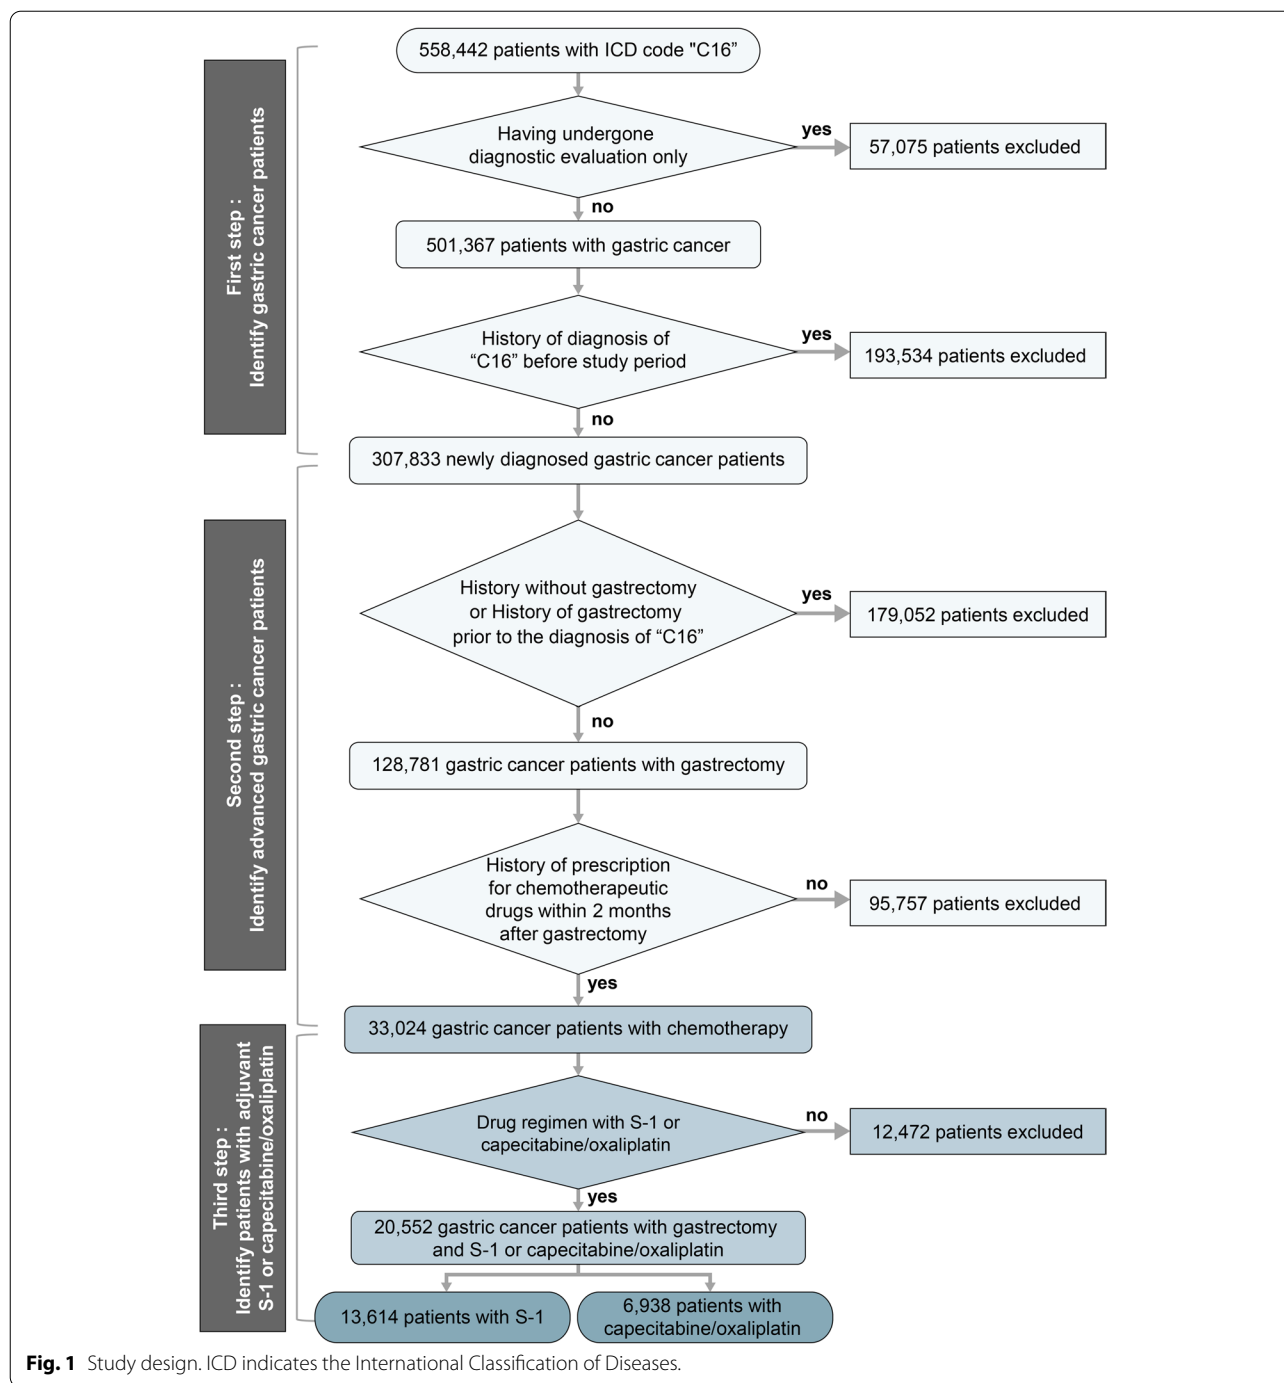 558,442 patients with ICD code "C16”
First step :
Identify gastric cancer patients
Having undergone
diagnostic evaluation only
yes
57,075 patients excluded
no
501,367 patients with gastric cancer
History of diagnosis of
“C16” before study period
yes
193,534 patients excluded
no
307,833 newly diagnosed gastric cancer patients
Second step :
Identify advanced gastric cancer patients
History without gastrectomy
or History of gastrectomy
prior to the diagnosis of “C16”
yes
179,052 patients excluded
no
128,781 gastric cancer patients with gastrectomy
History of prescription
for chemotherapeutic
drugs within 2 months
after gastrectomy
no
95,757 patients excluded
yes
33,024 gastric cancer patients with chemotherapy
Third step :
Identify patients with adjuvant
S-1 or capecitabine/oxaliplatin
Drug regimen with S-1 or
capecitabine/oxaliplatin
no
12,472 patients excluded
yes
20,552 gastric cancer patients with gastrectomy
and S-1 or capecitabine/oxaliplatin
13,614 patients with S-1
6,938 patients with
capecitabine/oxaliplatin
Fig. 1 Study design. ICD indicates the International Classification of Diseases.